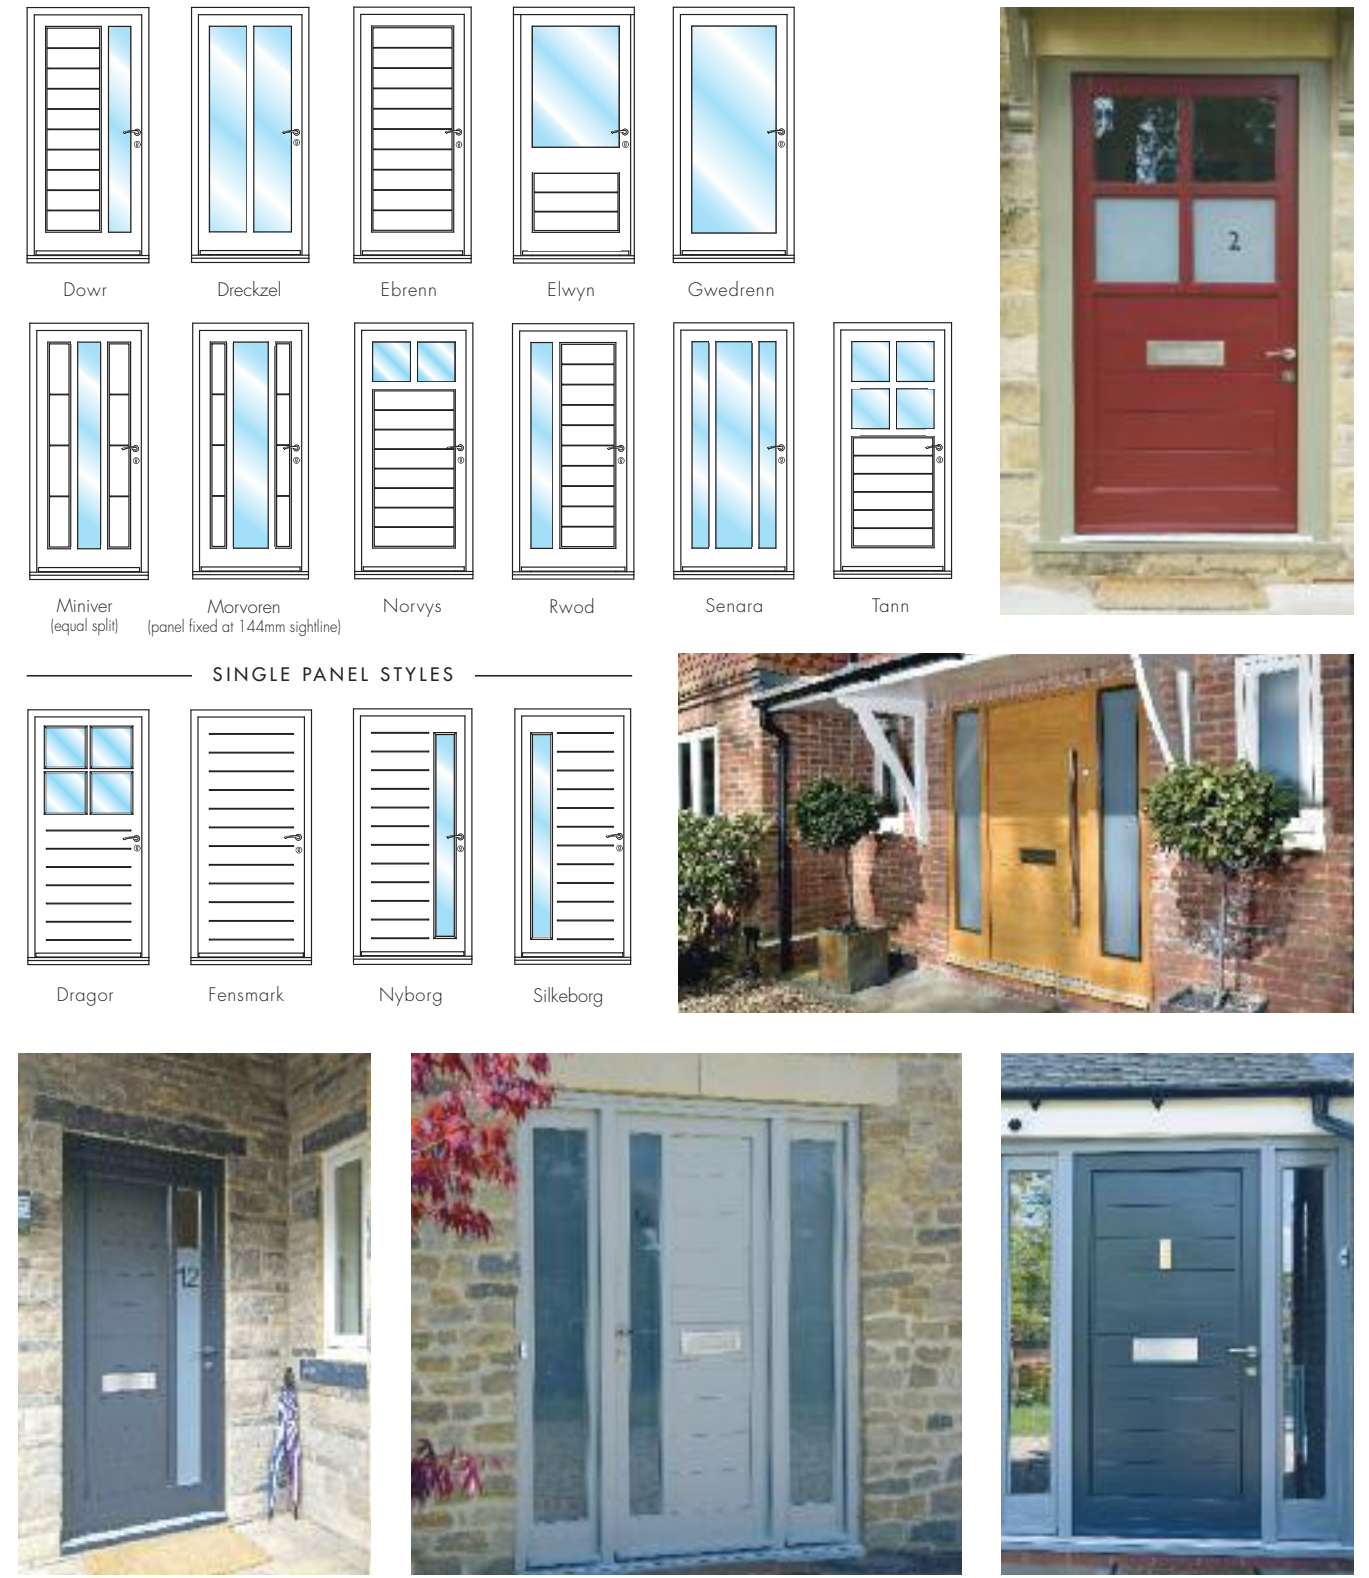 Dowr
Dreckzel
Ebrenn
Elwyn
Gwedrenn
2
Miniver
(equal split)
Morvoren
(panel fixed at 144mm sightline)
Norvys
Rwod
Senara
Tann
SINGLE PANEL STYLES
Dragor
Fensmark
Nyborg
Silkeborg
12